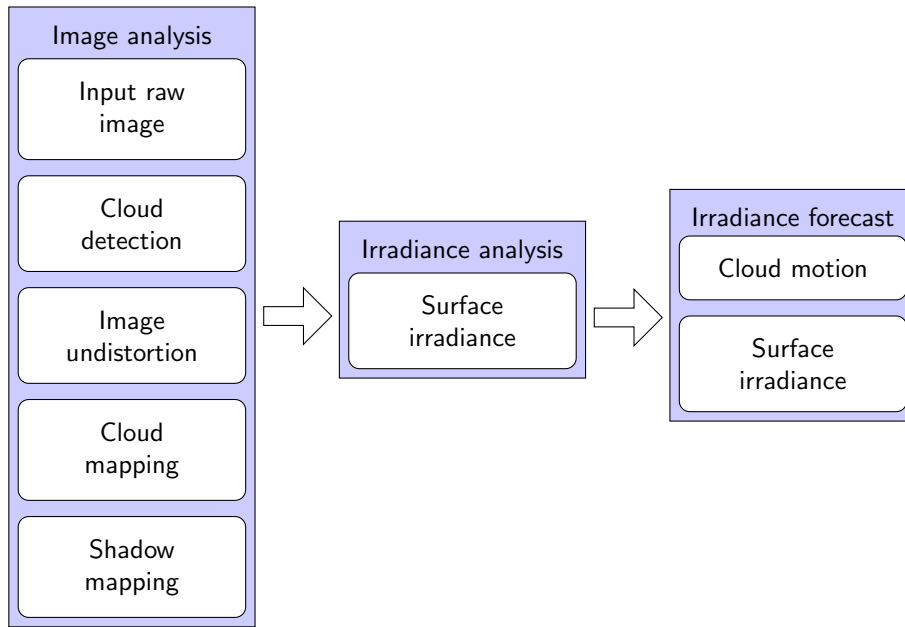 Image analysis
Input raw
image
Cloud
detection
Image
undistortion
Cloud
mapping
Shadow
mapping
Irradiance analysis
Surface
irradiance
Irradiance forecast
Cloud motion
Surface
irradiance